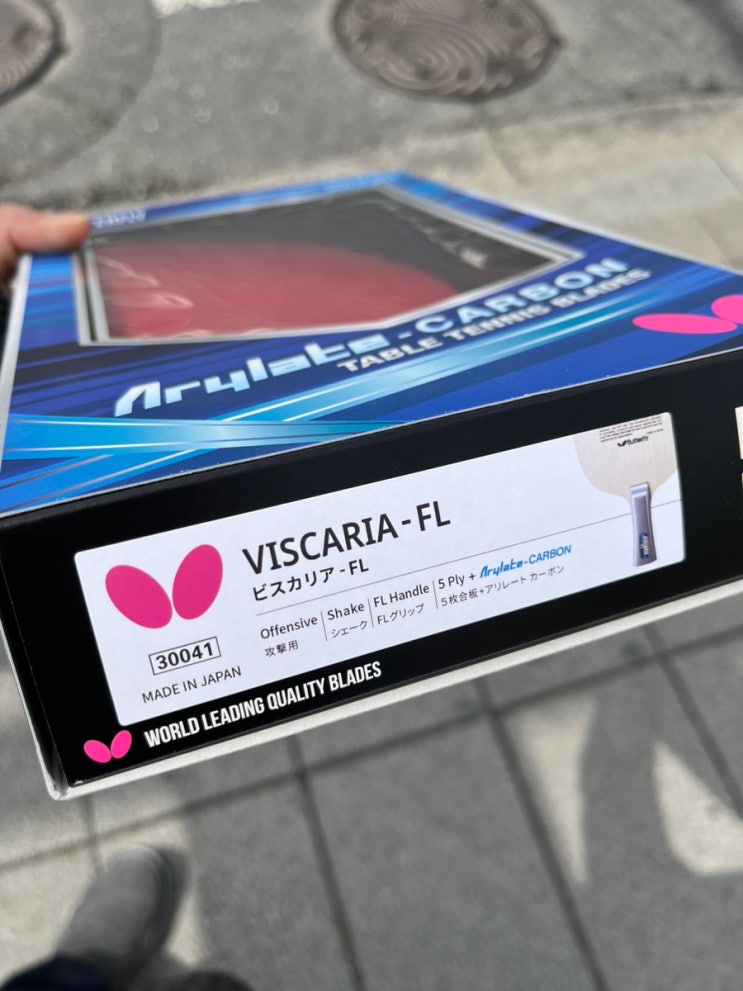 Arylate-CARBON
TABLE TENNIS BLADES
Butterfly
VISCARIA-FL
ビスカリア-FL
Offensive Shake FL Handle 5 Ply + Arylate-CARBON
攻撃用 シェーク FLグリップ 5枚合板+アリレート カーボン
30041
MADE IN JAPAN
WORLD LEADING QUALITY BLADES